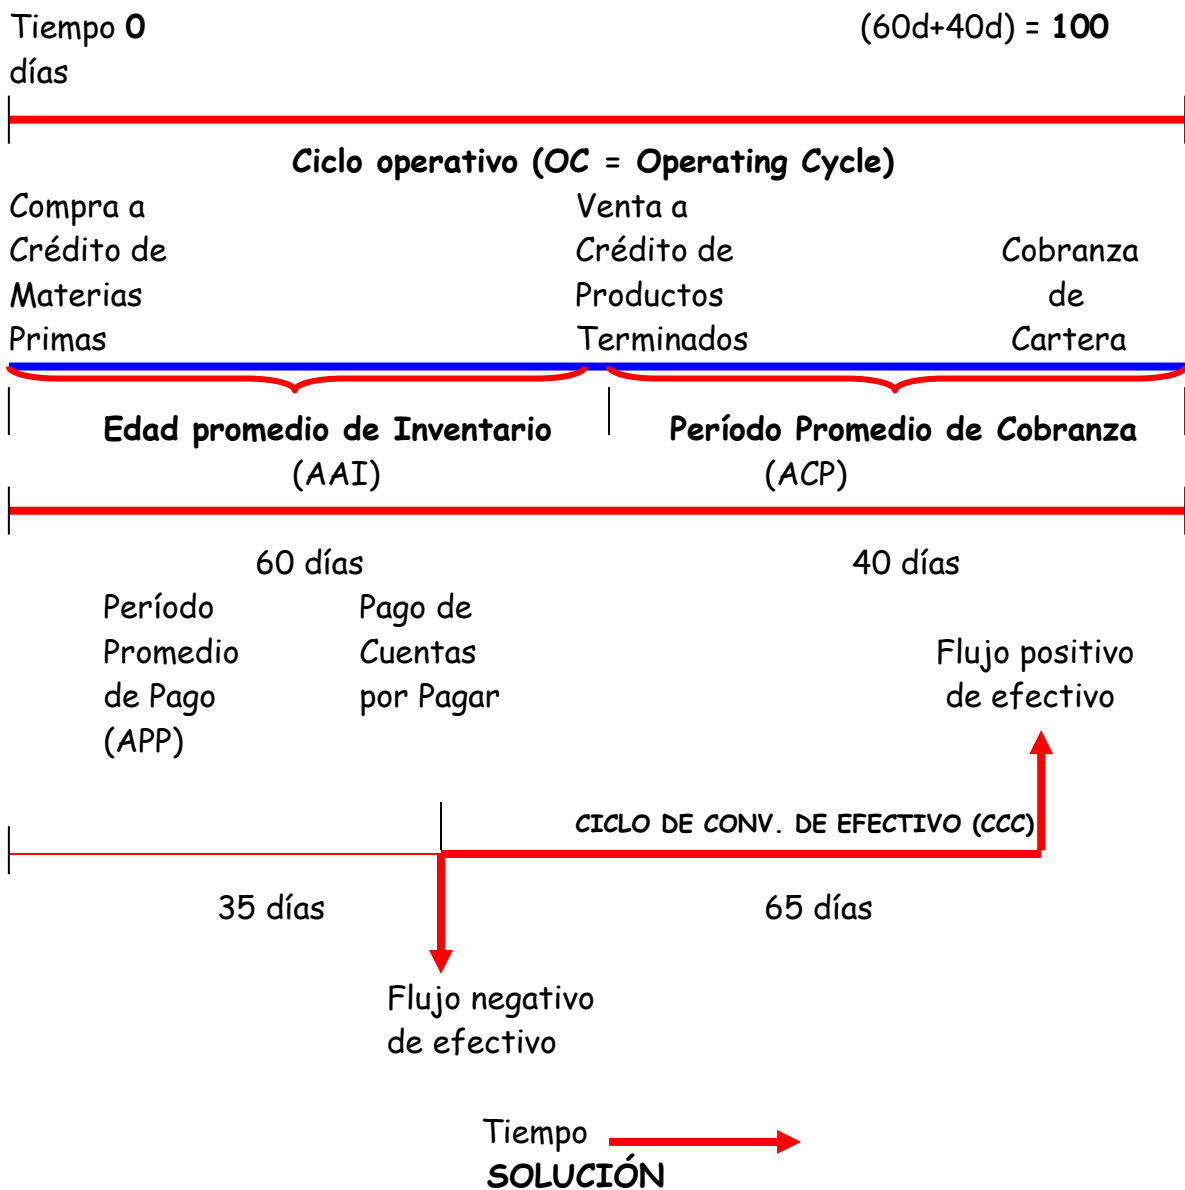 Tiempo 0 (60d+40d) = 100
días
Ciclo operativo (OC = Operating Cycle)
Compra a
Crédito de
Materias
Primas
Venta a
Crédito de
Productos
Terminados
Cobranza
de
Cartera
Edad promedio de Inventario
(AAI)
Período Promedio de Cobranza
(ACP)
60 días
40 días
Período
Promedio
de Pago
(APP)
Pago de
Cuentas
por Pagar
Flujo positivo
de efectivo
CICLO DE CONV. DE EFECTIVO (CCC)
35 días
65 días
Flujo negativo
de efectivo
Tiempo
SOLUCIÓN